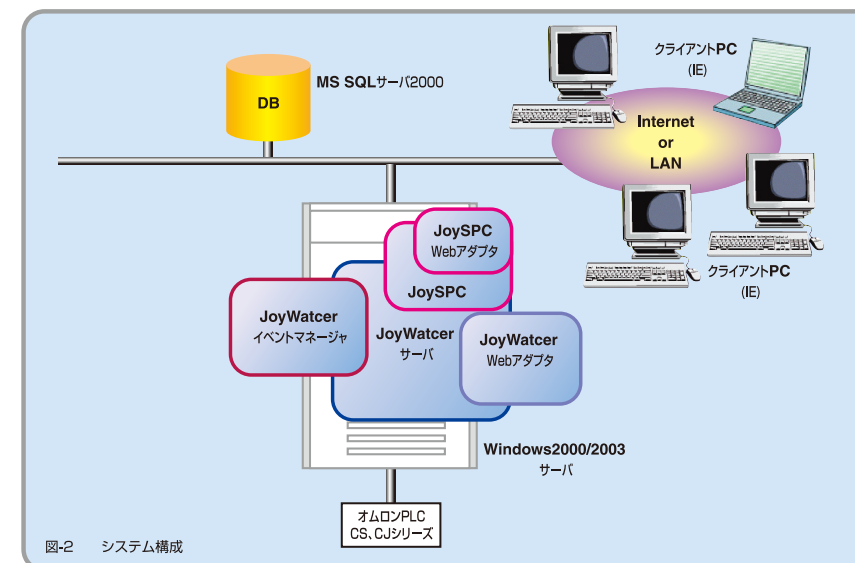 MS SQLサーバ2000
DB
クライアントPC
(IE)
Internet
or
LAN
クライアントPC
(IE)
JoySPC
Webアダプタ
JoySPC
JoyWatcer
イベントマネージャ
JoyWatcer
サーバ
JoyWatcer
Webアダプタ
Windows2000/2003
サーバ
オムロンPLC
CS、CJシリーズ
図-2 システム構成